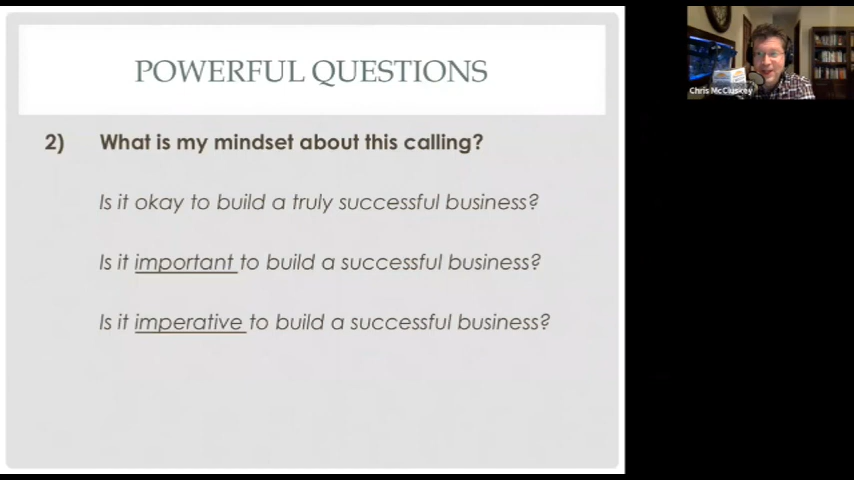 POWERFUL QUESTIONS
2) What is my mindset about this calling?
Is it okay to build a truly successful business?
Is it important to build a successful business?
Is it imperative to build a successful business?
Chris McCluskey